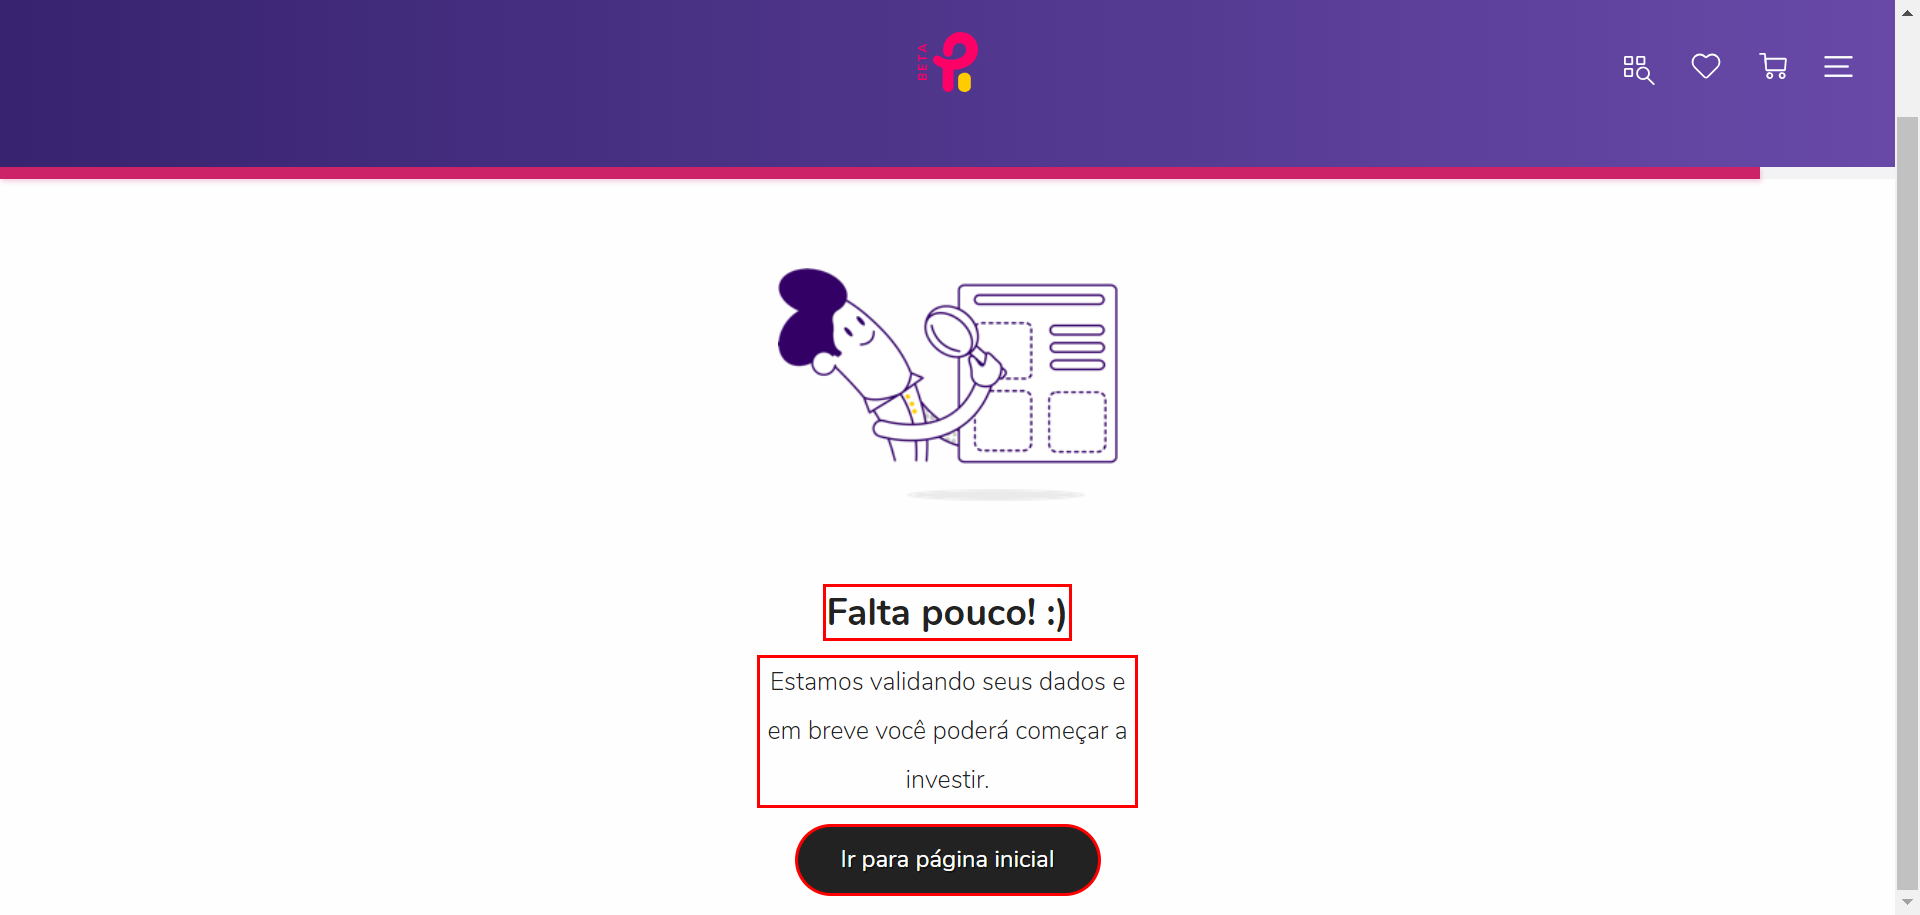 BETA
Falta pouco! :)
Estamos validando seus dados e
em breve você poderá começar a
investir.
Ir para página inicial